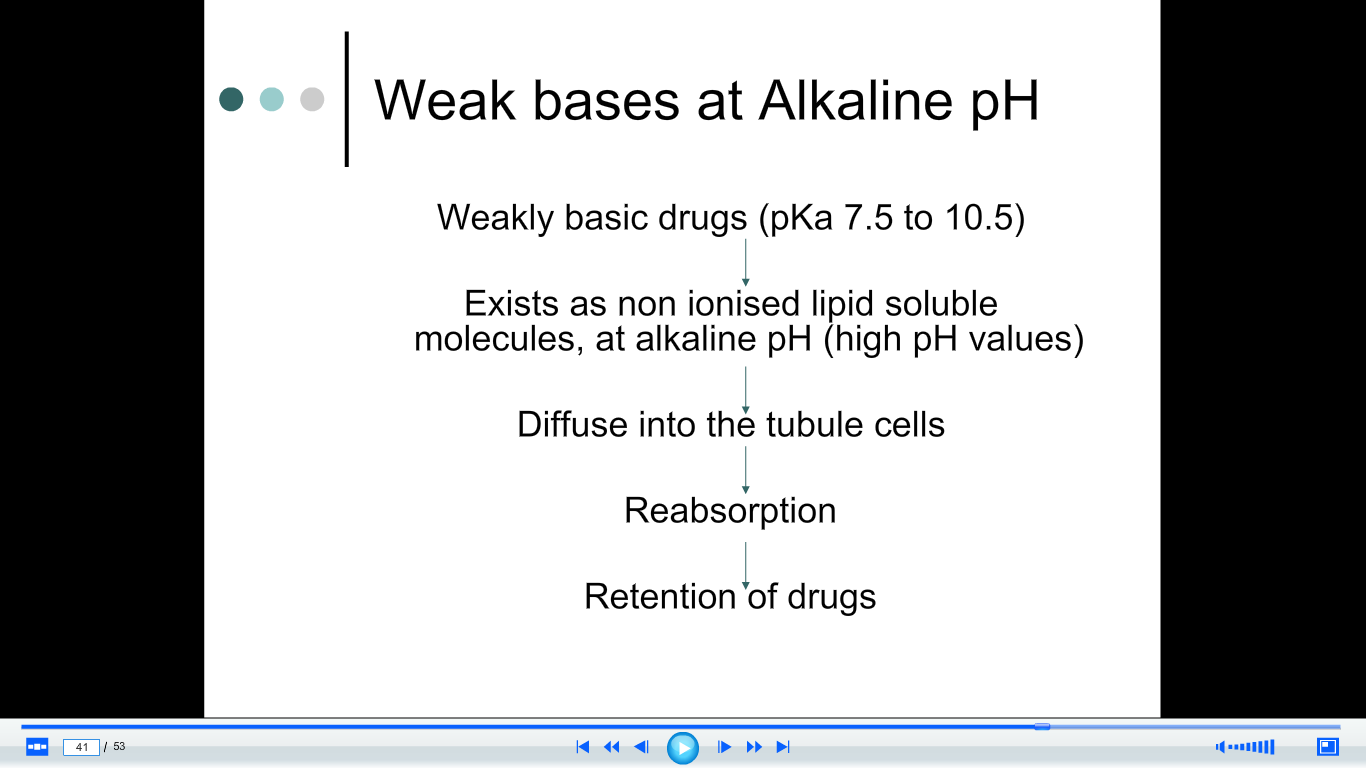 Weak bases at Alkaline pH
Weakly basic drugs (pKa 7.5 to 10.5)
Exists as non ionised lipid soluble
molecules, at alkaline pH (high pH values)
Diffuse into the tubule cells
Reabsorption
Retention of drugs
41 / 53